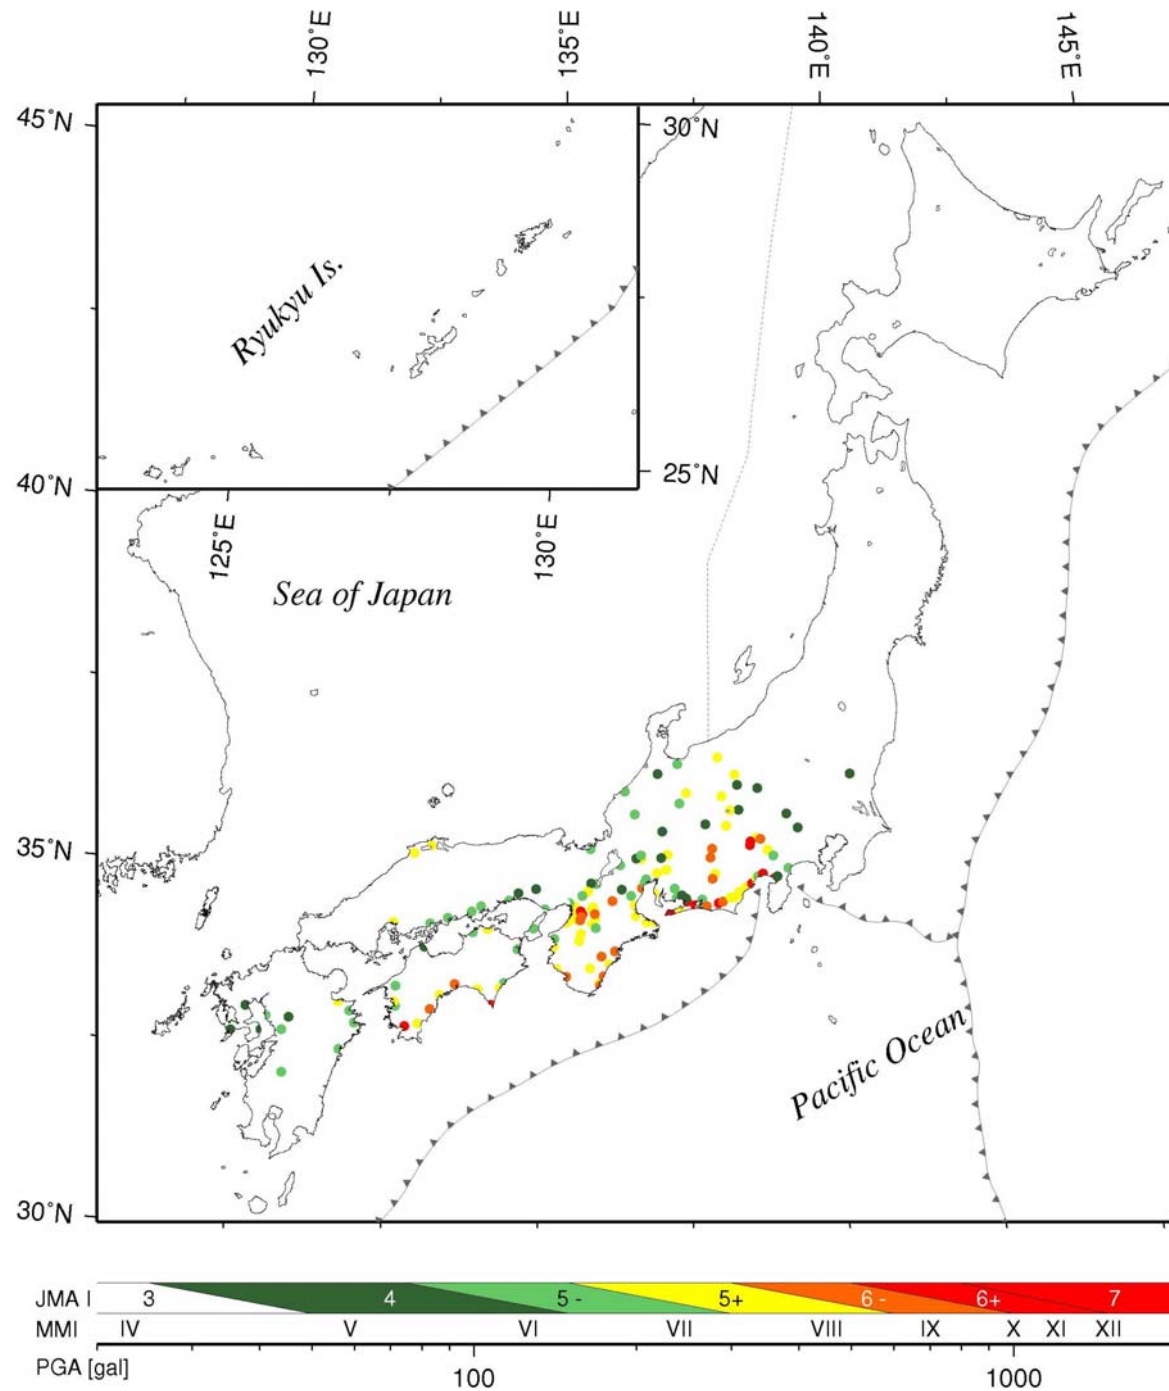 130°E 135°E 140°E 145°E
45°N 30°N
Ryukyu Is.
25°N
40°N
125°E 130°E
Sea of Japan
35°N
Pacific Ocean
30°N
JMA I 3 4 5 - 5+ 6 - 6+ 7
MMI IV V VI VII VIII IX X XI XII
PGA [gal] 100 1000